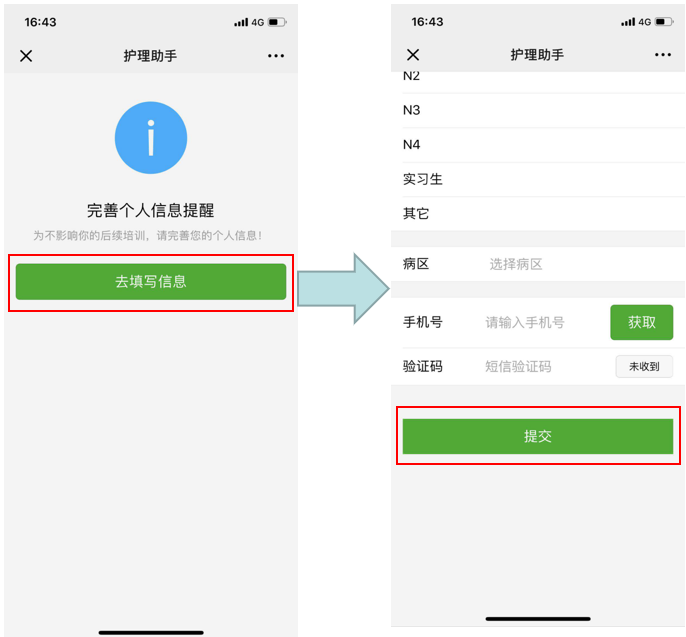 16:43
4G
护理助手
完善个人信息提醒
为不影响你的后续培训，请完善您的个人信息！
去填写信息
16:43
4G
护理助手
N2
N3
N4
实习生
其它
病区 选择病区
手机号 请输入手机号 获取
验证码 短信验证码 未收到
提交